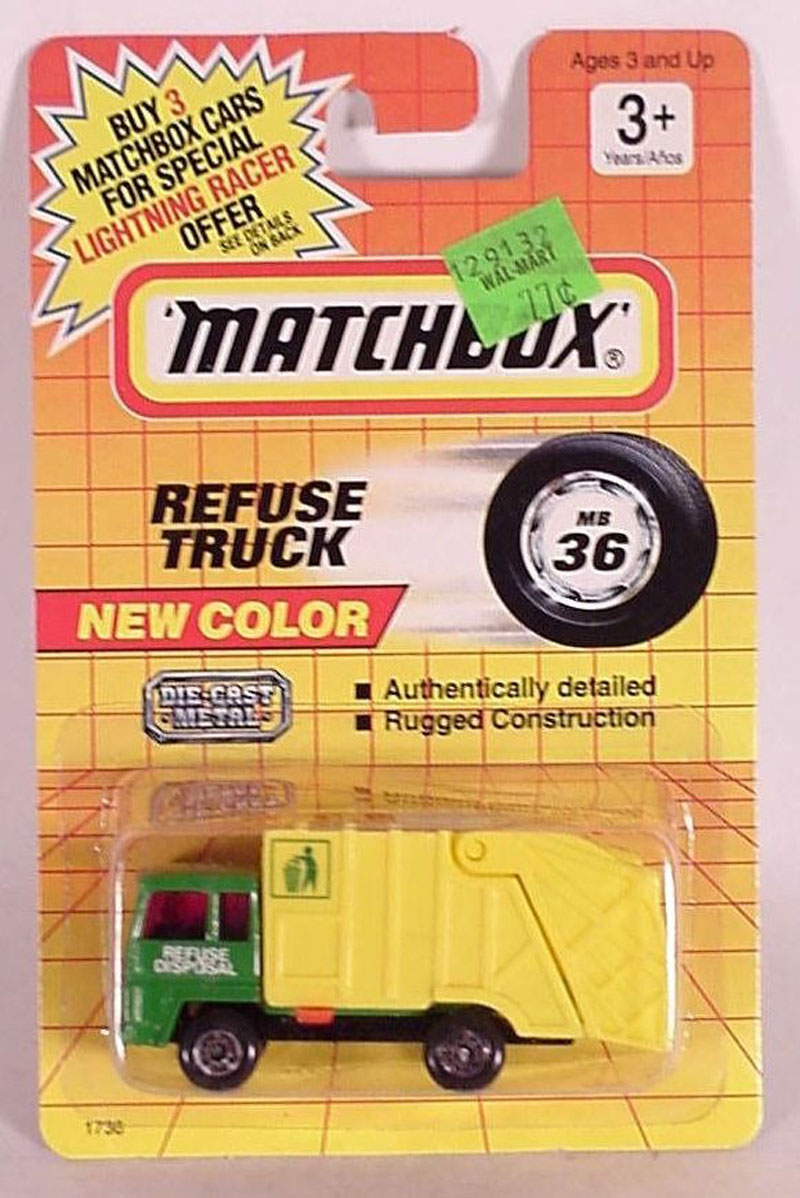 BUY 3
MATCHBOX CARS
FOR SPECIAL
LIGHTNING RACER
OFFER
SEE DETAILS
ON BACK
Ages 3 and Up
3+
Years/Años
129132
WAL-MART
77¢
'MATCHBOX'®
REFUSE
TRUCK
MB
36
NEW COLOR
DIE-CAST
METAL
■ Authentically detailed
■ Rugged Construction
REFUSE
DISPOSAL
1736